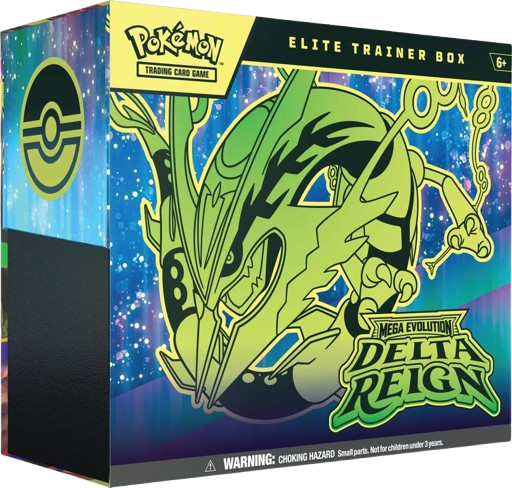 POKéMON
TRADING CARD GAME
ELITE TRAINER BOX
6+
MEGA EVOLUTION
DELTA
REIGN
WARNING: CHOKING HAZARD Small parts. Not for children under 3 years.